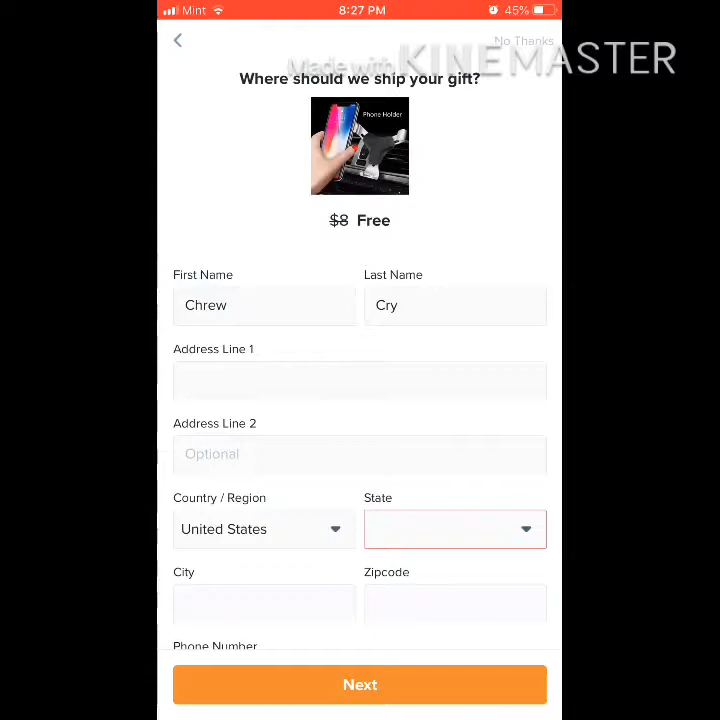 Mint 8:27 PM 45%
No Thanks
Made with KINEMASTER
Where should we ship your gift?
Phone Holder
$8 Free
First Name Last Name
Chrew Cry
Address Line 1
Address Line 2
Optional
Country / Region State
United States
City Zipcode
Phone Number
Next